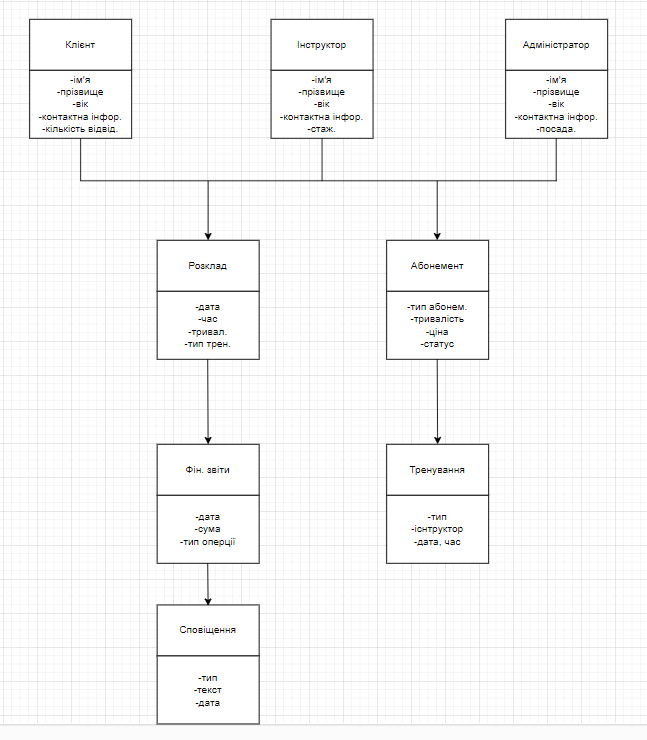 Клієнт
-ім'я
-прізвище
-вік
-контактна інфор.
-кількість відвід.
Інструктор
-ім'я
-прізвище
-вік
-контактна інфор.
-стаж.
Адміністратор
-ім'я
-прізвище
-вік
-контактна інфор.
-посада.
Розклад
-дата
-час
-тривал.
-тип трен.
Абонемент
-тип абонем.
-тривалість
-ціна
-статус
Фін. звіти
-дата
-сума
-тип оперції
Тренування
-тип
-існтруктор
-дата, час
Сповіщення
-тип
-текст
-дата